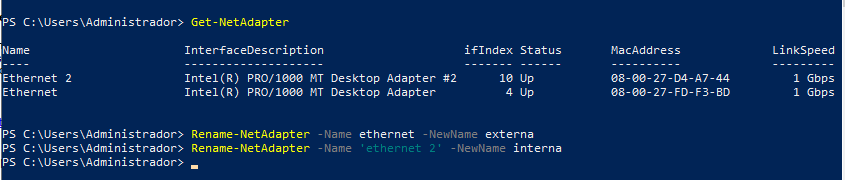 PS C:\Users\Administrador> Get-NetAdapter
Name InterfaceDescription ifIndex Status MacAddress LinkSpeed
---- -------------------- ------- ------ ---------- ---------
Ethernet 2 Intel(R) PRO/1000 MT Desktop Adapter #2 10 Up 08-00-27-D4-A7-44 1 Gbps
Ethernet Intel(R) PRO/1000 MT Desktop Adapter 4 Up 08-00-27-FD-F3-BD 1 Gbps
PS C:\Users\Administrador> Rename-NetAdapter -Name ethernet -NewName externa
PS C:\Users\Administrador> Rename-NetAdapter -Name 'ethernet 2' -NewName interna
PS C:\Users\Administrador> _